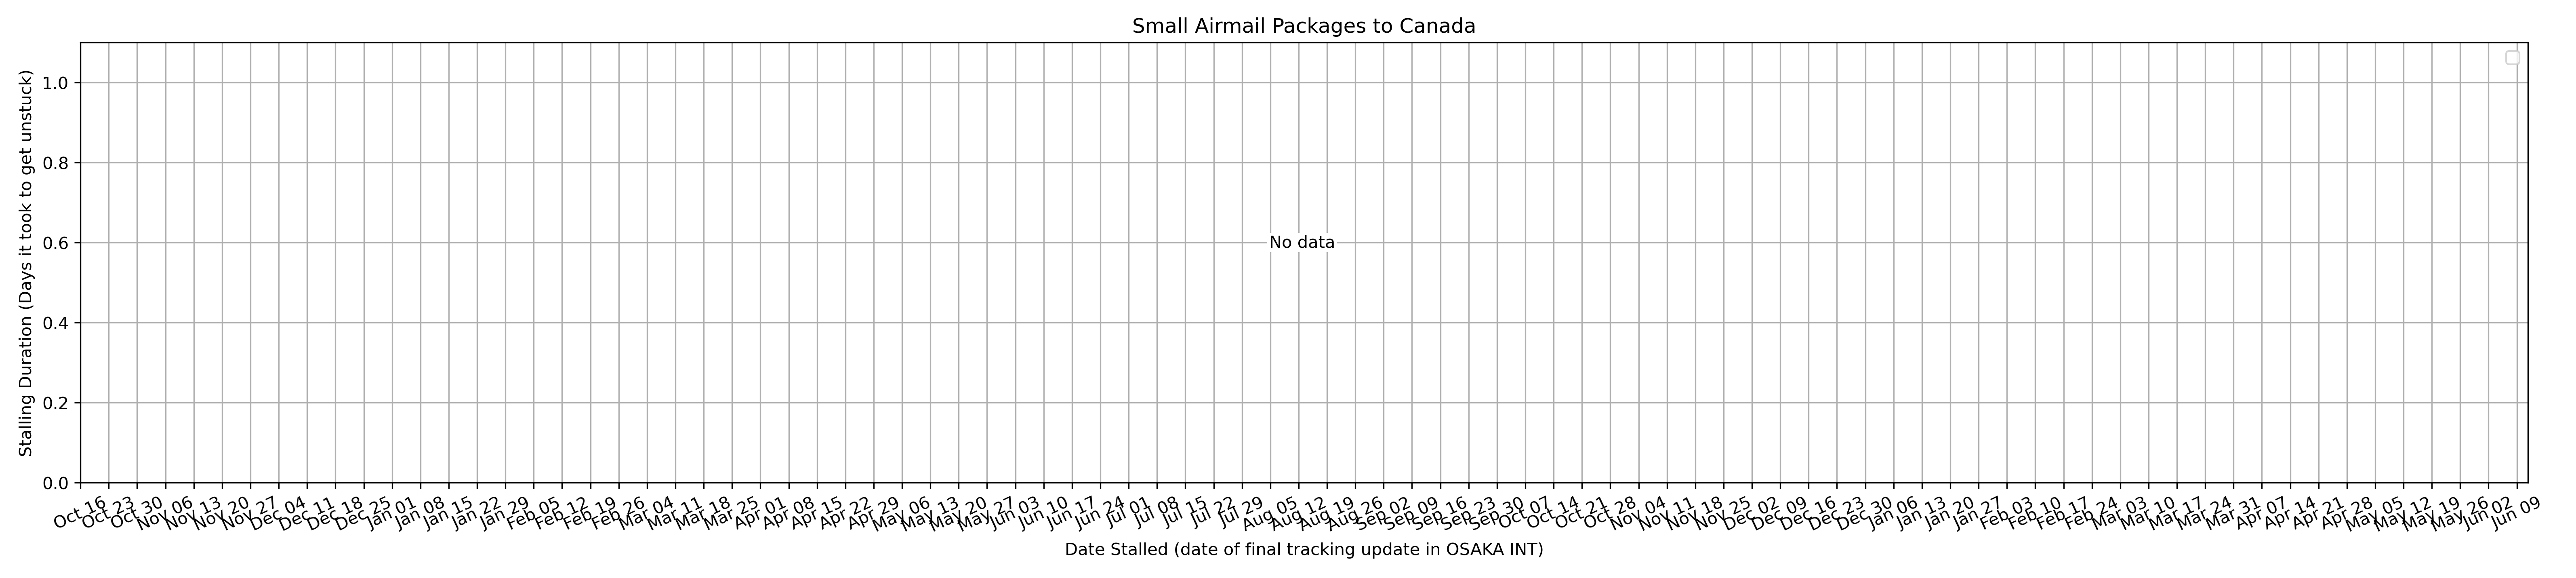 Small Airmail Packages to Canada
Stalling Duration (Days it took to get unstuck)
1.0
0.8
0.6
0.4
0.2
0.0
No data
Oct 16 Oct 23 Oct 30 Nov 06 Nov 13 Nov 20 Nov 27 Dec 04 Dec 11 Dec 18 Dec 25 Jan 01 Jan 08 Jan 15 Jan 22 Jan 29 Feb 05 Feb 12 Feb 19 Feb 26 Mar 04 Mar 11 Mar 18 Mar 25 Apr 01 Apr 08 Apr 15 Apr 22 Apr 29 May 06 May 13 May 20 May 27 Jun 03 Jun 10 Jun 17 Jun 24 Jul 01 Jul 08 Jul 15 Jul 22 Jul 29 Aug 05 Aug 12 Aug 19 Aug 26 Sep 02 Sep 09 Sep 16 Sep 23 Sep 30 Oct 07 Oct 14 Oct 21 Oct 28 Nov 04 Nov 11 Nov 18 Nov 25 Dec 02 Dec 09 Dec 16 Dec 23 Dec 30 Jan 06 Jan 13 Jan 20 Jan 27 Feb 03 Feb 10 Feb 17 Feb 24 Mar 03 Mar 10 Mar 17 Mar 24 Mar 31 Apr 07 Apr 14 Apr 21 Apr 28 May 05 May 12 May 19 May 26 Jun 02 Jun 09
Date Stalled (date of final tracking update in OSAKA INT)